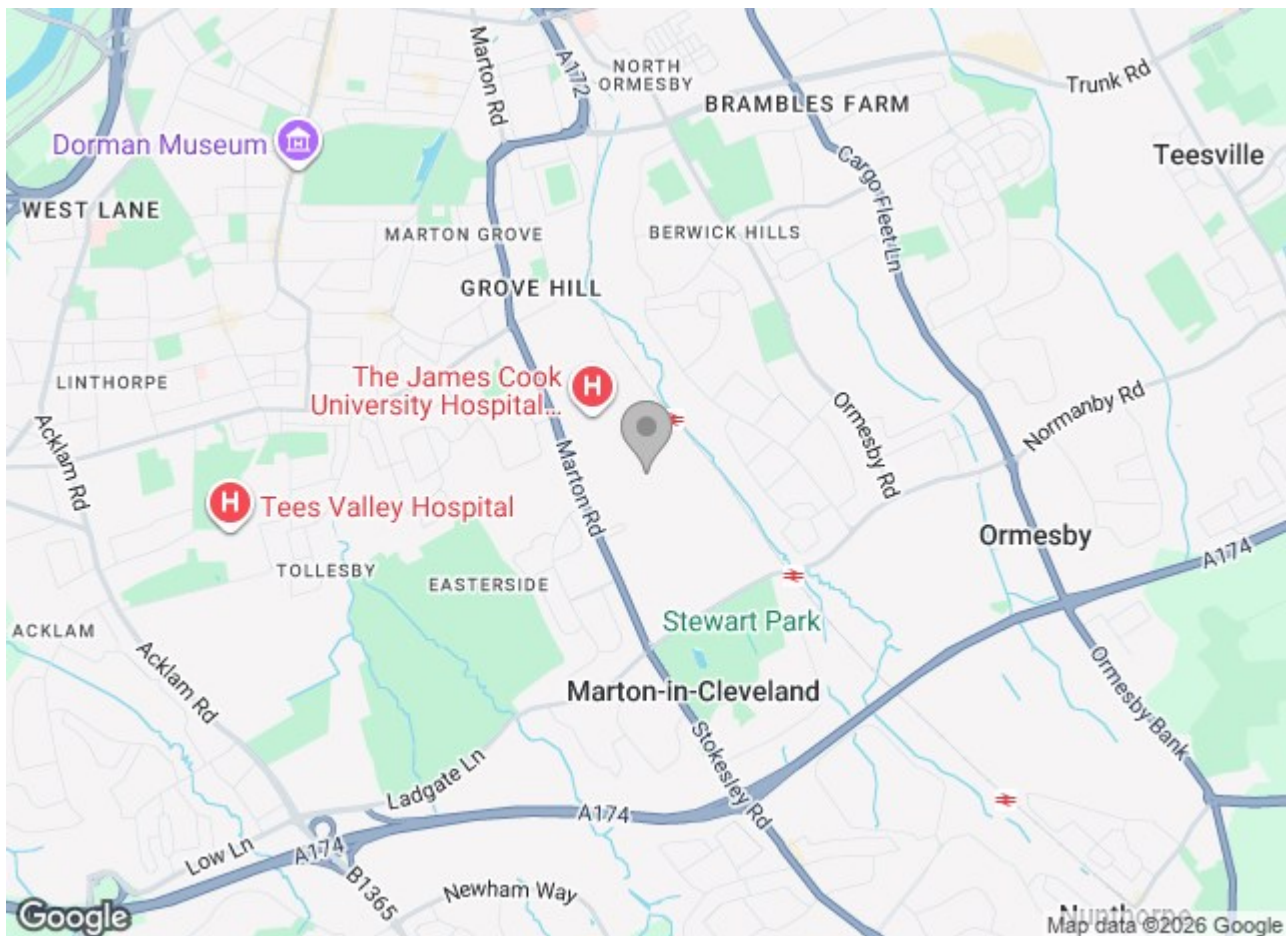 Marton Rd
A172
NORTH
ORMESBY
Trunk Rd
BRAMBLES FARM
Dorman Museum
Teesville
WEST LANE
Cargo Fleet Ln
MARTON GROVE
BERWICK HILLS
GROVE HILL
The James Cook
University Hospital...
H
LINTHORPE
Acklam Rd
Ormesby Rd
Normanby Rd
Marton Rd
H
Tees Valley Hospital
Ormesby
A174
TOLLESBY
EASTERSIDE
Stewart Park
ACKLAM
Acklam Rd
Marton-in-Cleveland
Ormesby Bank
Stokesley Rd
Ladgate Ln
A174
Low Ln
A174
B1365
Newham Way
Nunthorpe
Google
Map data ©2026 Google